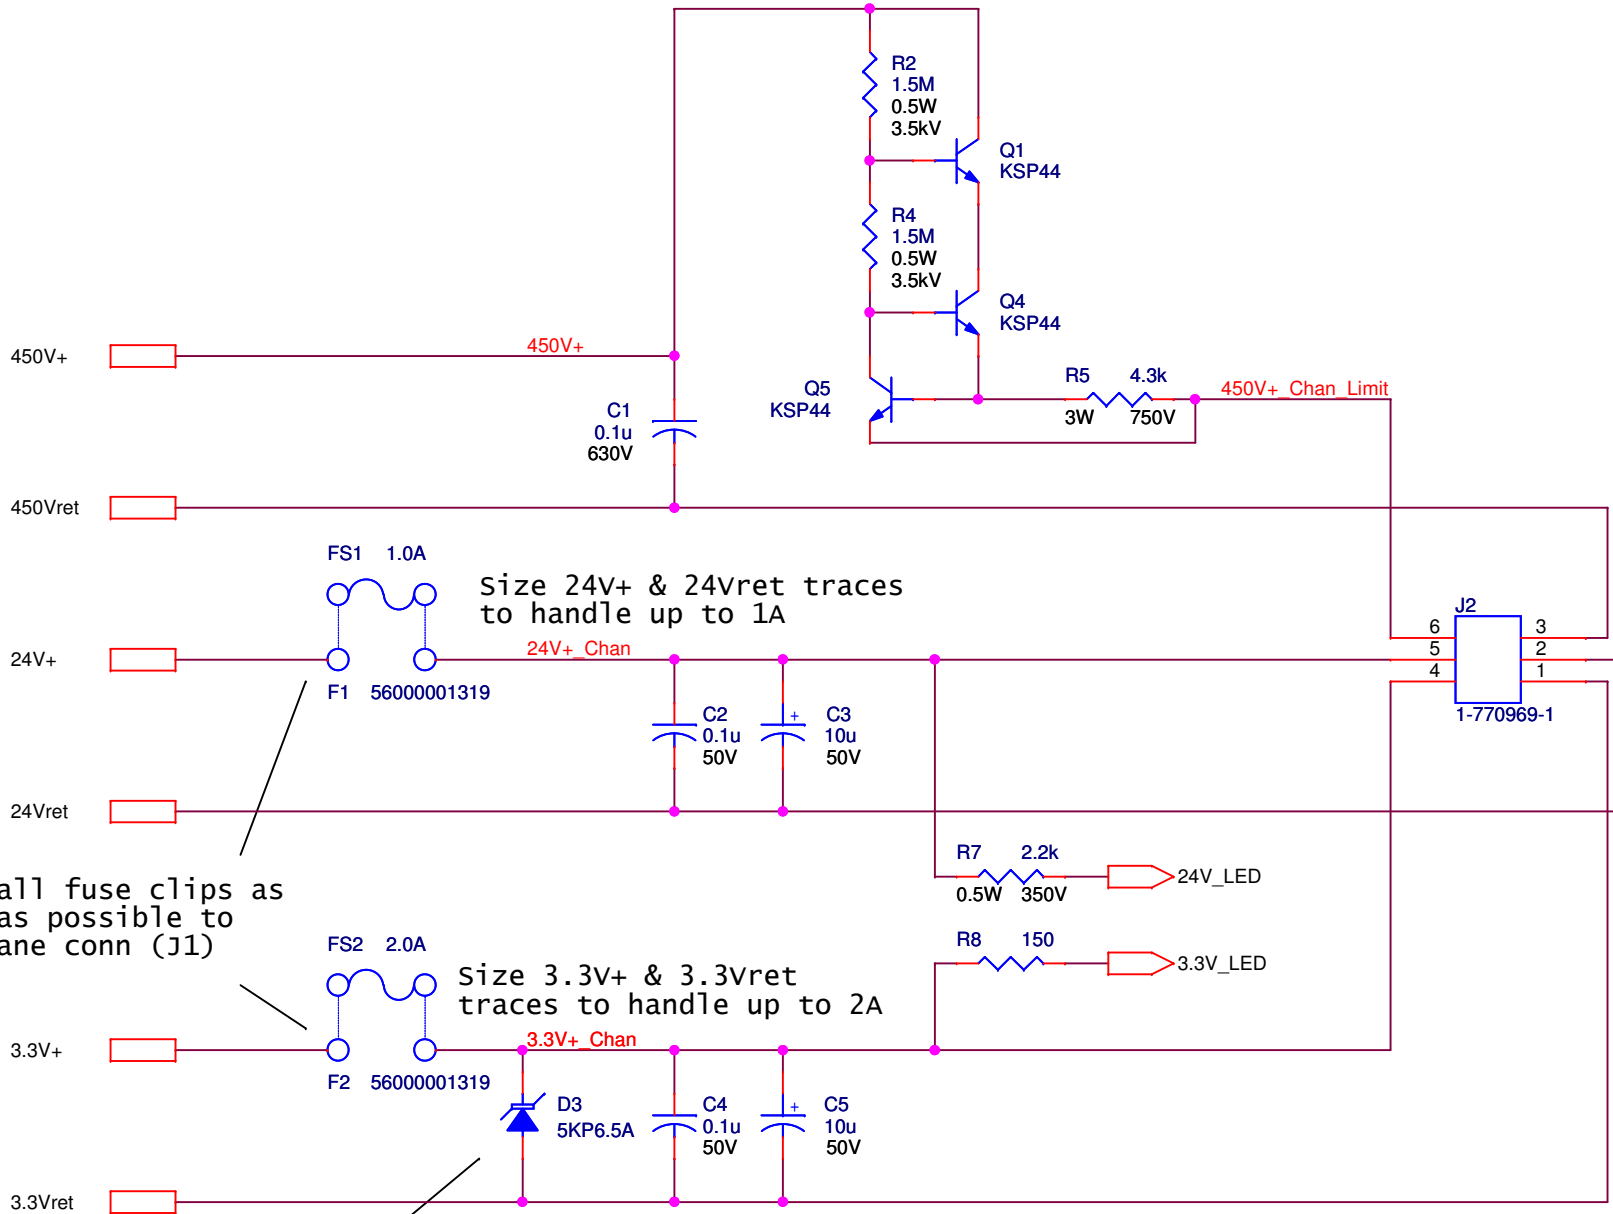 R2
1.5M
0.5W
3.5kV
Q1
KSP44
R4
1.5M
0.5W
3.5kV
Q4
KSP44
450V+
450V+
Q5
KSP44
R5 4.3k
3W 750V
450V+_Chan_Limit
C1
0.1u
630V
450Vret
FS1 1.0A
Size 24V+ & 24Vret traces
to handle up to 1A
24V+
24V+_Chan
F1 56000001319
J2
6 3
5 2
4 1
1-770969-1
C2
0.1u
50V
+
C3
10u
50V
24Vret
R7 2.2k
0.5W 350V
24V_LED
all fuse clips as
as possible to
ane conn (J1)
R8 150
3.3V_LED
FS2 2.0A
Size 3.3V+ & 3.3Vret
traces to handle up to 2A
3.3V+
3.3V+_Chan
F2 56000001319
D3
5KP6.5A
C4
0.1u
50V
+
C5
10u
50V
3.3Vret